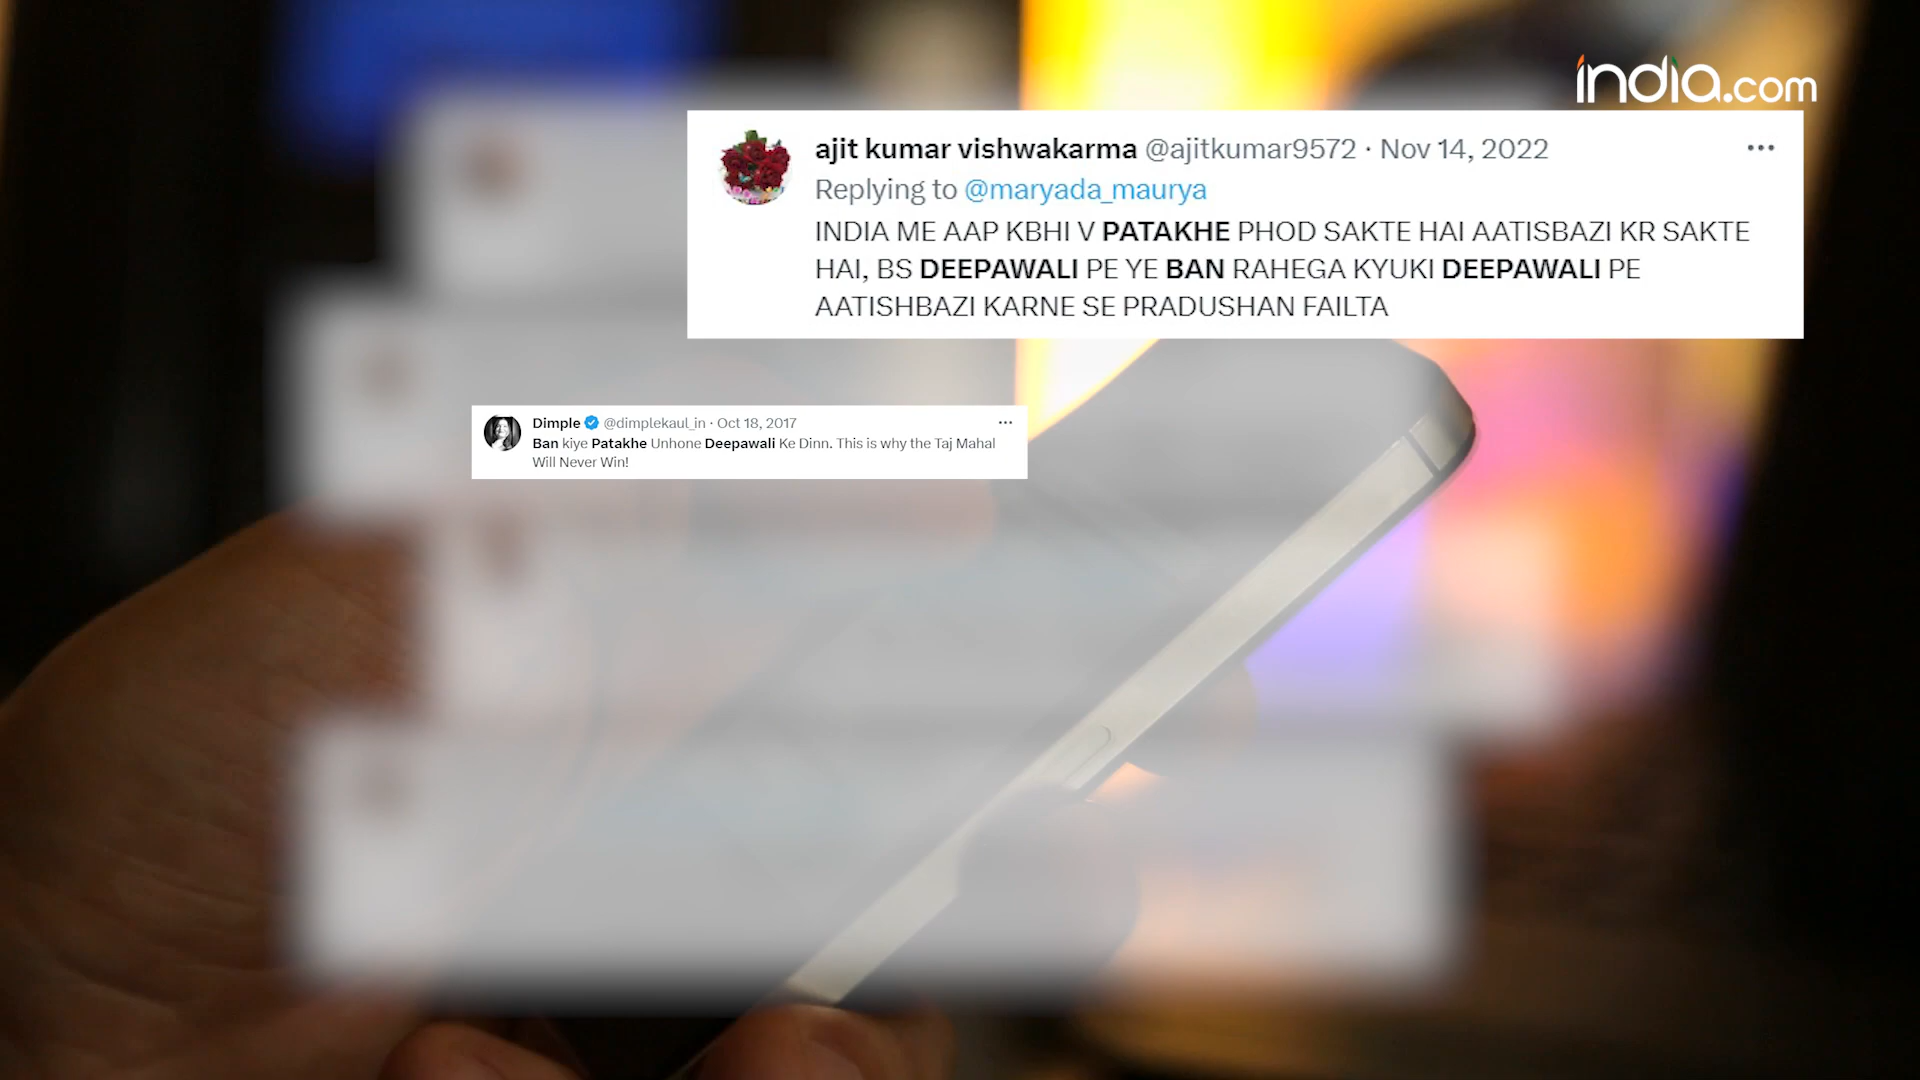 india.com
ajit kumar vishwakarma @ajitkumar9572 · Nov 14, 2022
Replying to @maryada_maurya
INDIA ME AAP KBHI V PATAKHE PHOD SAKTE HAI AATISBAZI KR SAKTE
HAI, BS DEEPAWALI PE YE BAN RAHEGA KYUKI DEEPAWALI PE
AATISHBAZI KARNE SE PRADUSHAN FAILTA
Dimple @dimplekaul_in · Oct 18, 2017
Ban kiye Patakhe Unhone Deepawali Ke Dinn. This is why the Taj Mahal
Will Never Win!